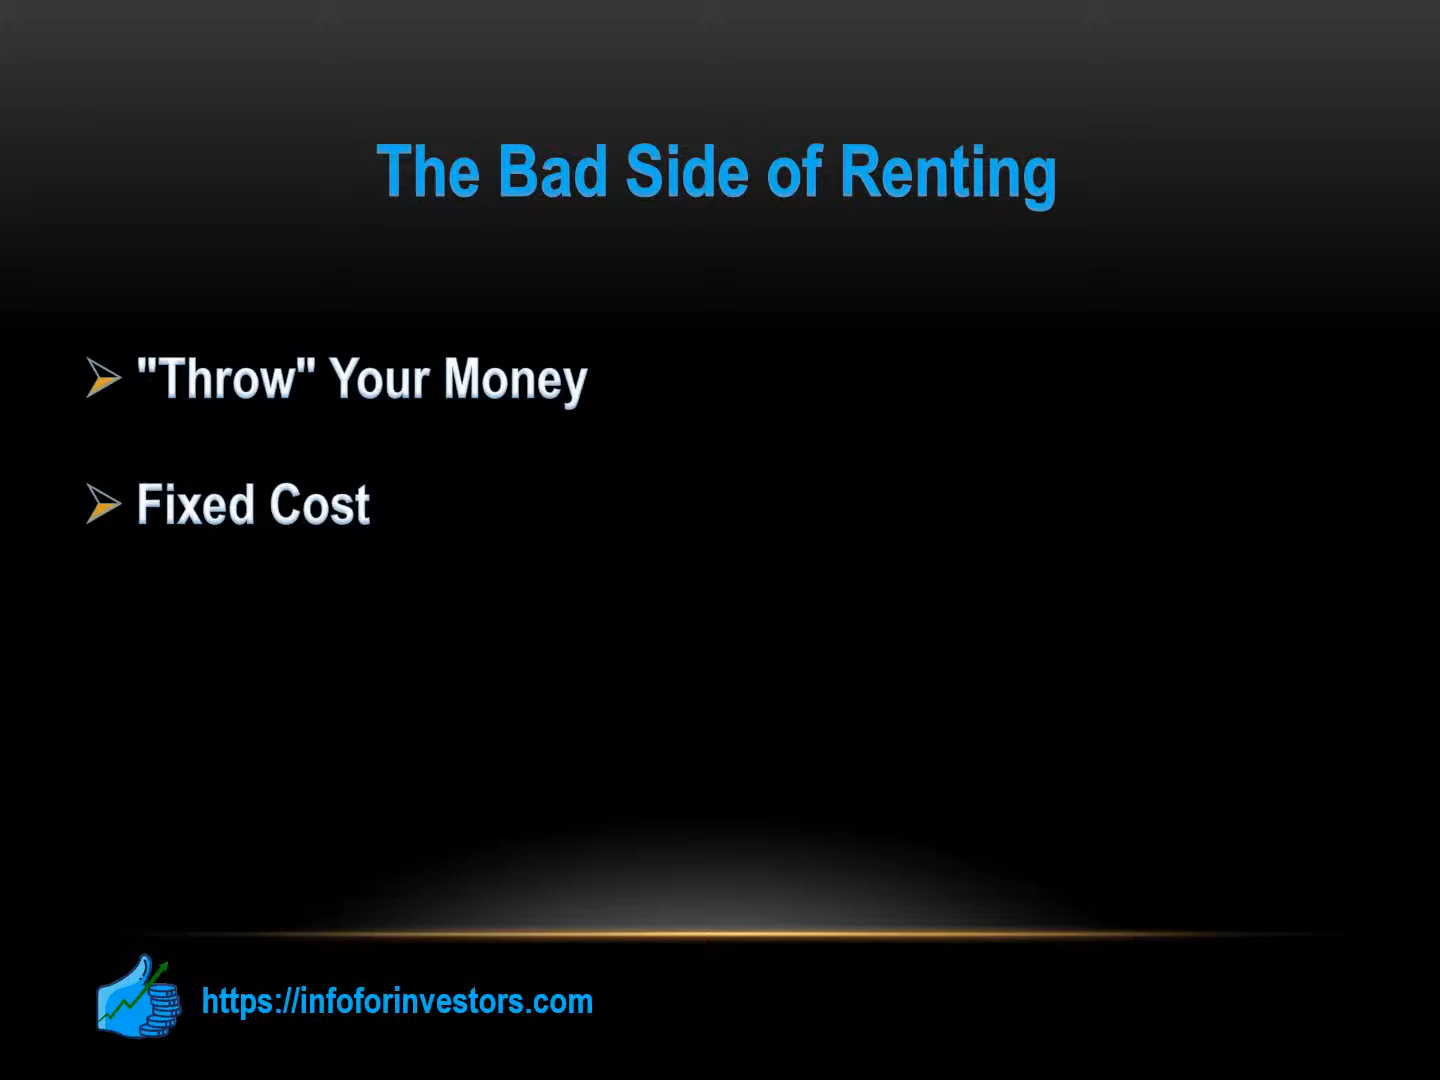 The Bad Side of Renting
"Throw" Your Money
Fixed Cost
https://infoforinvestors.com